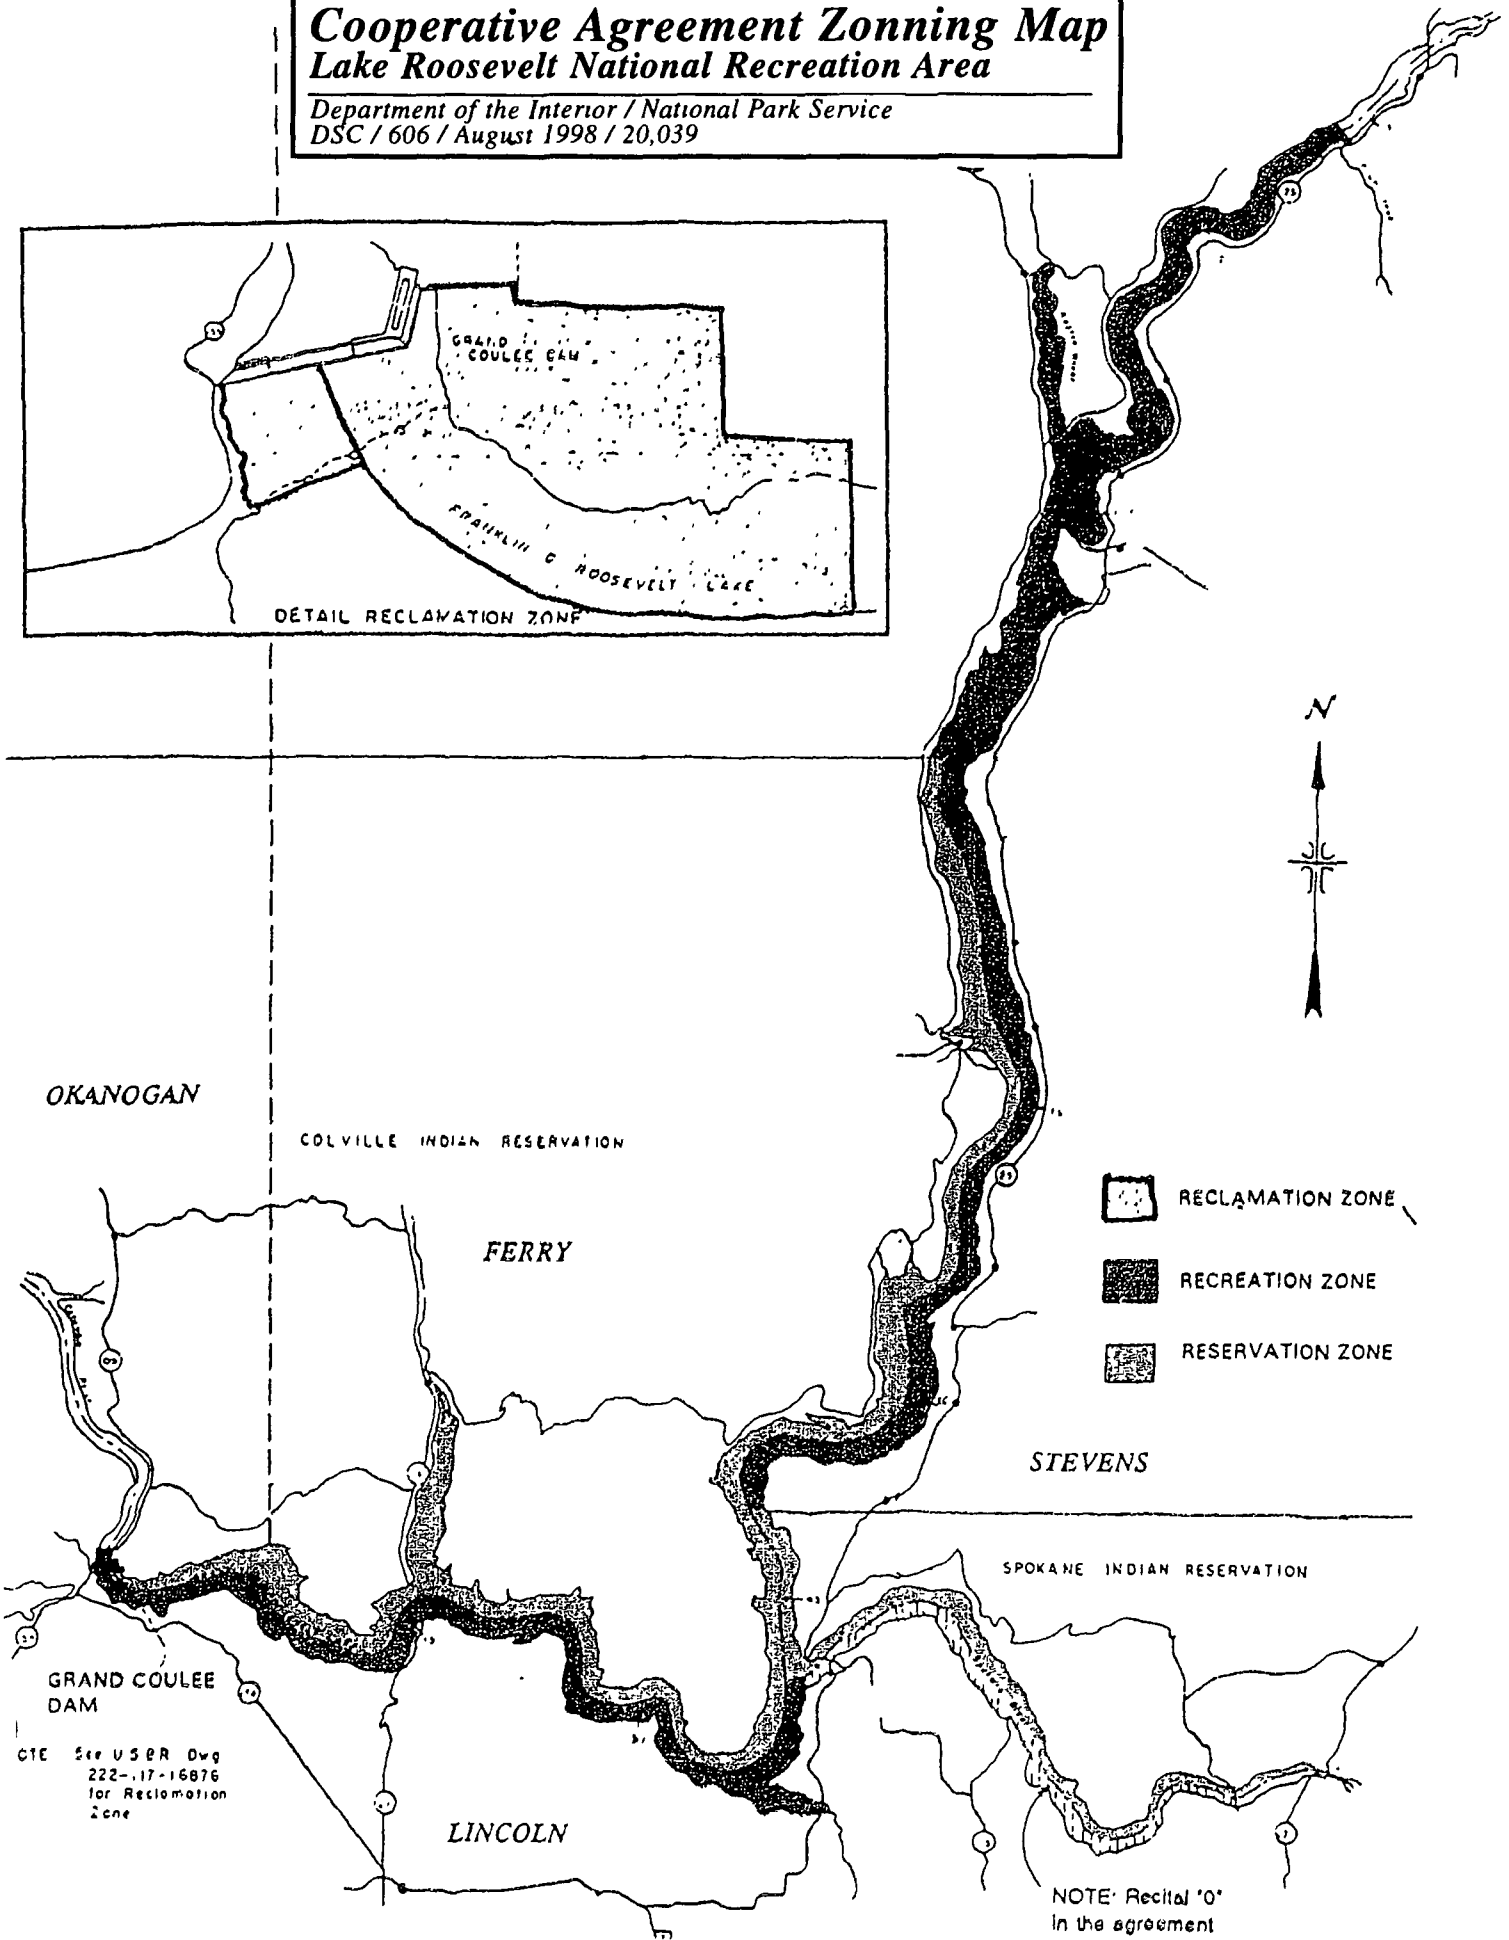 Cooperative Agreement Zonning Map
Lake Roosevelt National Recreation Area
Department of the Interior / National Park Service
DSC / 606 / August 1998 / 20,039
25
GRAND
COULEE DAM
FRANKLIN D ROOSEVELT LAKE
DETAIL RECLAMATION ZONE
N
OKANOGAN
COLVILLE INDIAN RESERVATION
FERRY
RECLAMATION ZONE
RECREATION ZONE
RESERVATION ZONE
STEVENS
SPOKANE INDIAN RESERVATION
GRAND COULEE
DAM
See USBR Dwg
for Reclamation
Zone
LINCOLN
NOTE: Recital "O"
in the agreement